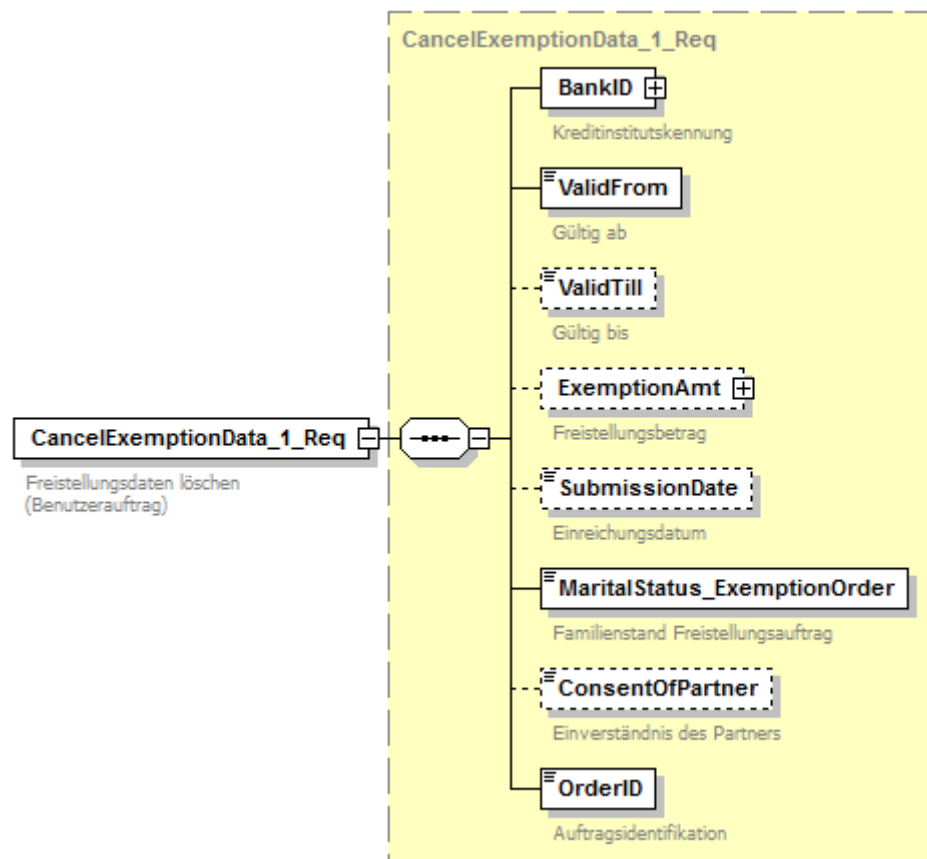 CancelExemptionData_1_Req
BankID
Kreditinstitutskennung
ValidFrom
Gültig ab
ValidTill
Gültig bis
ExemptionAmt
Freistellungsbetrag
CancelExemptionData_1_Req
Freistellungsdaten löschen
(Benutzerauftrag)
SubmissionDate
Einreichungsdatum
MaritalStatus_ExemptionOrder
Familienstand Freistellungsauftrag
ConsentOfPartner
Einverständnis des Partners
OrderID
Auftragsidentifikation